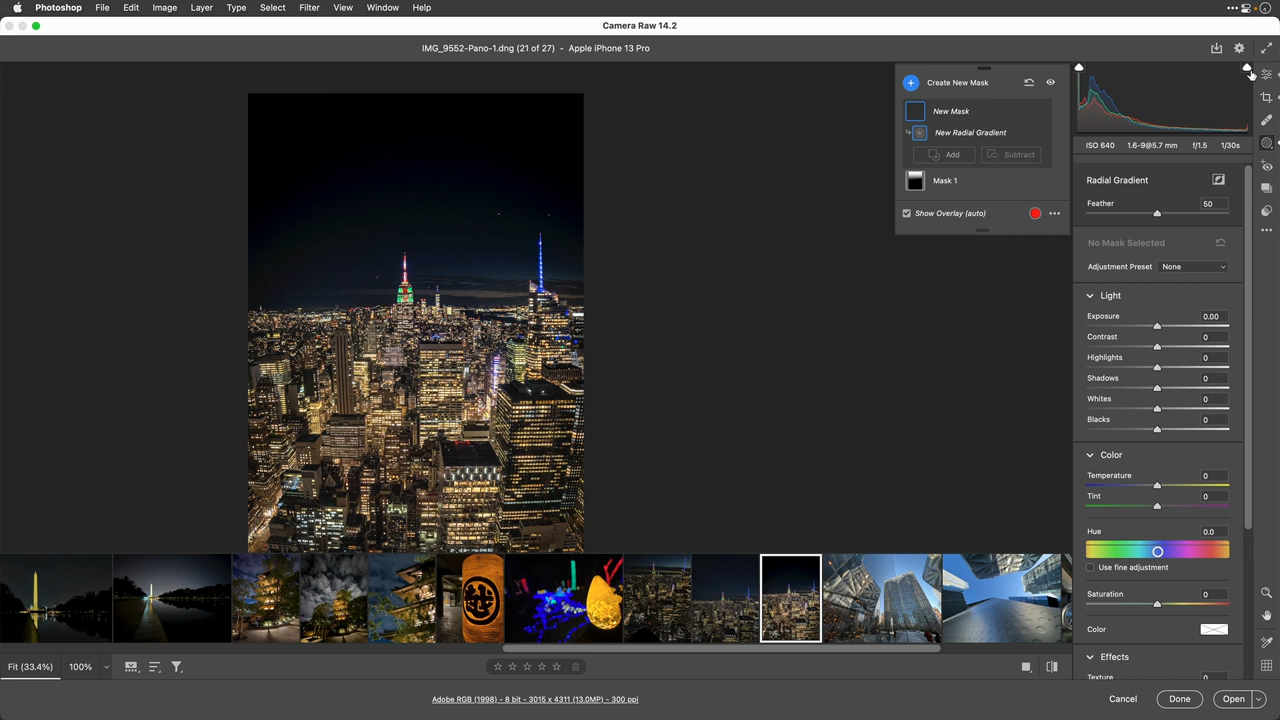 Photoshop File Edit Image Layer Type Select Filter View Window Help
Camera Raw 14.2
IMG_9552-Pano-1.dng (21 of 27) - Apple iPhone 13 Pro
Create New Mask
New Mask
New Radial Gradient
Add Subtract
Mask 1
Show Overlay (auto)
ISO 640 1.6-9@5.7 mm f/1.5 1/30s
Radial Gradient
Feather 50
No Mask Selected
Adjustment Preset None
Light
Exposure 0.00
Contrast 0
Highlights 0
Shadows 0
Whites 0
Blacks 0
Color
Temperature 0
Tint 0
Hue 0.0
Use fine adjustment
Saturation 0
Color
Effects
Texture 0
Fit (33.4%) 100%
Adobe RGB (1998) - 8 bit - 3015 x 4311 (13.0MP) - 300 ppi
Cancel Done Open